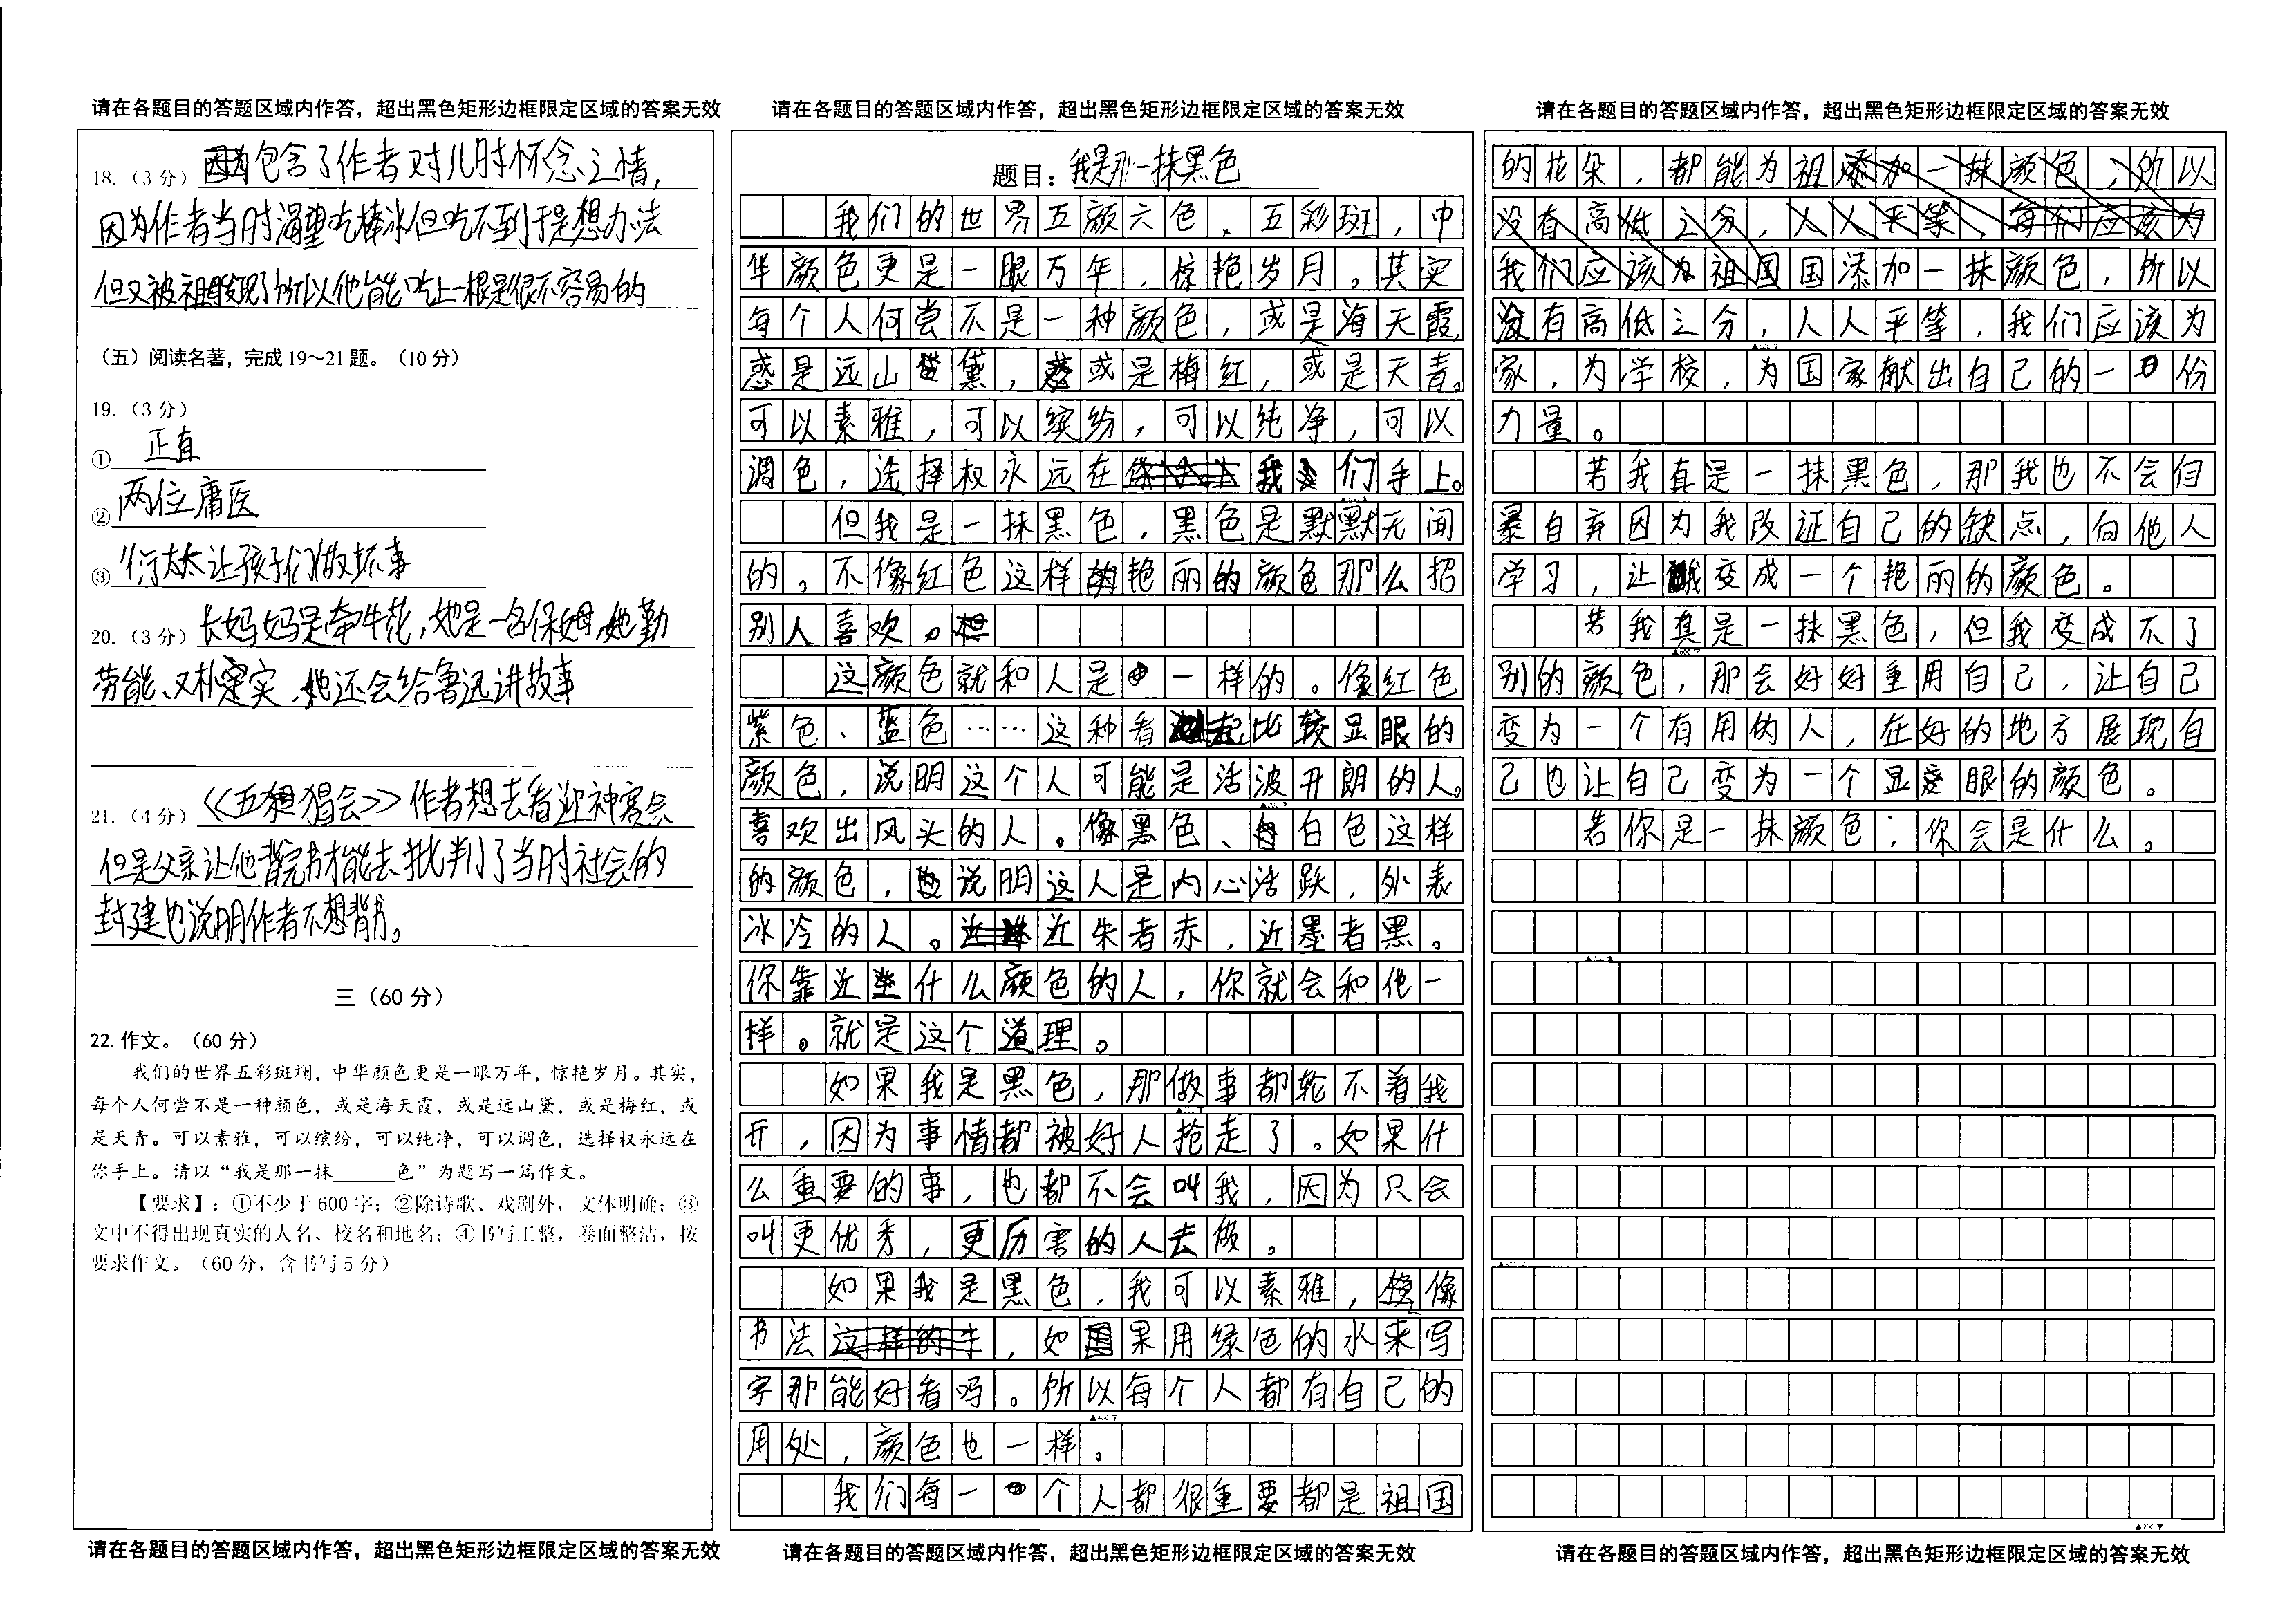 请在各题目的答题区域内作答，超出黑色矩形边框限定区域的答案无效
18.（3分）包含了作者对儿时怀念之情，
因为作者当时渴望吃棒冰但吃不到于是想办法
但又被祖母发现了所以他能吃上一根是很不容易的
（五）阅读名著，完成19～21题。（10分）
19.（3分）
①正直
②两位庸医
③衍太太让孩子们做坏事
20.（3分）长妈妈是牵牛花，她是一名保姆，她勤
劳能、又朴实，她还会给鲁迅讲故事
21.（4分）《五猖会》作者想去看迎神赛会
但是父亲让他背完书才能去批判了当时社会的
封建也说明作者不想背书。
三（60分）
22.作文。（60分）
我们的世界五彩斑斓，中华颜色更是一眼万年，惊艳岁月。其实，
每个人何尝不是一种颜色，或是海天霞，或是远山黛，或是梅红，或
是天青。可以素雅，可以缤纷，可以纯净，可以调色，选择权永远在
你手上。请以“我是那一抹______色”为题写一篇作文。
【要求】：①不少于600字；②除诗歌、戏剧外，文体明确；③
文中不得出现真实的人名、校名和地名；④书写工整，卷面整洁，按
要求作文。（60分，含书写5分）
请在各题目的答题区域内作答，超出黑色矩形边框限定区域的答案无效
请在各题目的答题区域内作答，超出黑色矩形边框限定区域的答案无效
题目：我是那一抹黑色
我们的世界五颜六色、五彩斑，中
华颜色更是一眼万年，惊艳岁月。其实
每个人何尝不是一种颜色，或是海天霞，
惑是远山黛，或是梅红，或是天青。
可以素雅，可以缤纷，可以纯净，可以
调色，选择权永远在我们手上。
但我是一抹黑色，黑色是默默无闻
的。不像红色这样的艳丽的颜色那么招
别人喜欢。
这颜色就和人是一样的。像红色
紫色、蓝色……这种看起比较显眼的
颜色，说明这个人可能是活波开朗的人。
喜欢出风头的人。像黑色、白色这样
的颜色，说明这人是内心活跃，外表
冰冷的人。近朱者赤，近墨者黑。
你靠近什么颜色的人，你就会和他一
样。就是这个道理。
如果我是黑色，那做事都轮不着我
开，因为事情都被好人抢走了。如果什
么重要的事，也都不会叫我，因为只会
叫更优秀，更厉害的人去做。
如果我是黑色，我可以素雅，像
书法，如果用绿色的水来写
字那能好看吗。所以每个人都有自己的
用处，颜色也一样。
我们每一个人都很重要都是祖国
请在各题目的答题区域内作答，超出黑色矩形边框限定区域的答案无效
请在各题目的答题区域内作答，超出黑色矩形边框限定区域的答案无效
的花朵，都能为祖添加一抹颜色，所以
没有高低之分，人人平等，每们应该为
我们应该为祖国国添加一抹颜色，所以
没有高低之分，人人平等，我们应该为
家，为学校，为国家献出自己的一份
力量。
若我真是一抹黑色，那我也不会自
暴自弃因为我改证自己的缺点，向他人
学习，让我变成一个艳丽的颜色。
若我真是一抹黑色，但我变成不了
别的颜色，那会好好重用自己，让自己
变为一个有用的人，在好的地方展现自
己也让自己变为一个显眼的颜色。
若你是一抹颜色；你会是什么。
请在各题目的答题区域内作答，超出黑色矩形边框限定区域的答案无效